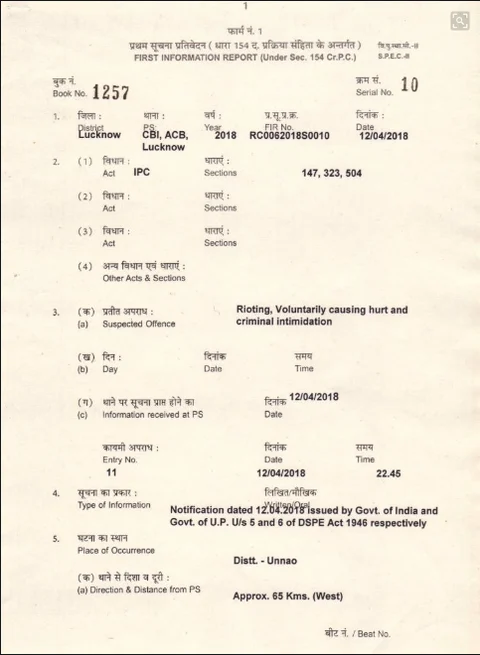 1
फार्म नं. 1
प्रथम सूचना प्रतिवेदन ( धारा 154 द. प्रक्रिया संहिता के अन्तर्गत )
FIRST INFORMATION REPORT (Under Sec. 154 Cr.P.C.)
S.P.E.C.-II
बुक नं. क्रम सं.
Book No. 1257 Serial No. 10
1. जिला : थाना : वर्ष : प्र.सू.प्र.क्र. दिनांक :
District PS: Year FIR No. Date
Lucknow CBI, ACB, 2018 RC0062018S0010 12/04/2018
Lucknow
2. (1) विधान : धाराएं :
Act IPC Sections 147, 323, 504
(2) विधान : धाराएं :
Act Sections
(3) विधान : धाराएं :
Act Sections
(4) अन्य विधान एवं धाराएं :
Other Acts & Sections
3. (क) प्रतीत अपराध : Rioting, Voluntarily causing hurt and
(a) Suspected Offence criminal intimidation
(ख) दिन : दिनांक समय
(b) Day Date Time
(ग) थाने पर सूचना प्राप्त होने का दिनांक 12/04/2018
(c) Information received at PS Date
कायमी अपराध : दिनांक समय
Entry No. Date Time
11 12/04/2018 22.45
4. सूचना का प्रकार : लिखित/मौखिक
Type of Information Written/Oral
Notification dated 12.04.2018 issued by Govt. of India and
Govt. of U.P. U/s 5 and 6 of DSPE Act 1946 respectively
5. घटना का स्थान
Place of Occurrence
Distt. - Unnao
(क) थाने से दिशा व दूरी :
(a) Direction & Distance from PS
Approx. 65 Kms. (West)
बीट नं. / Beat No.